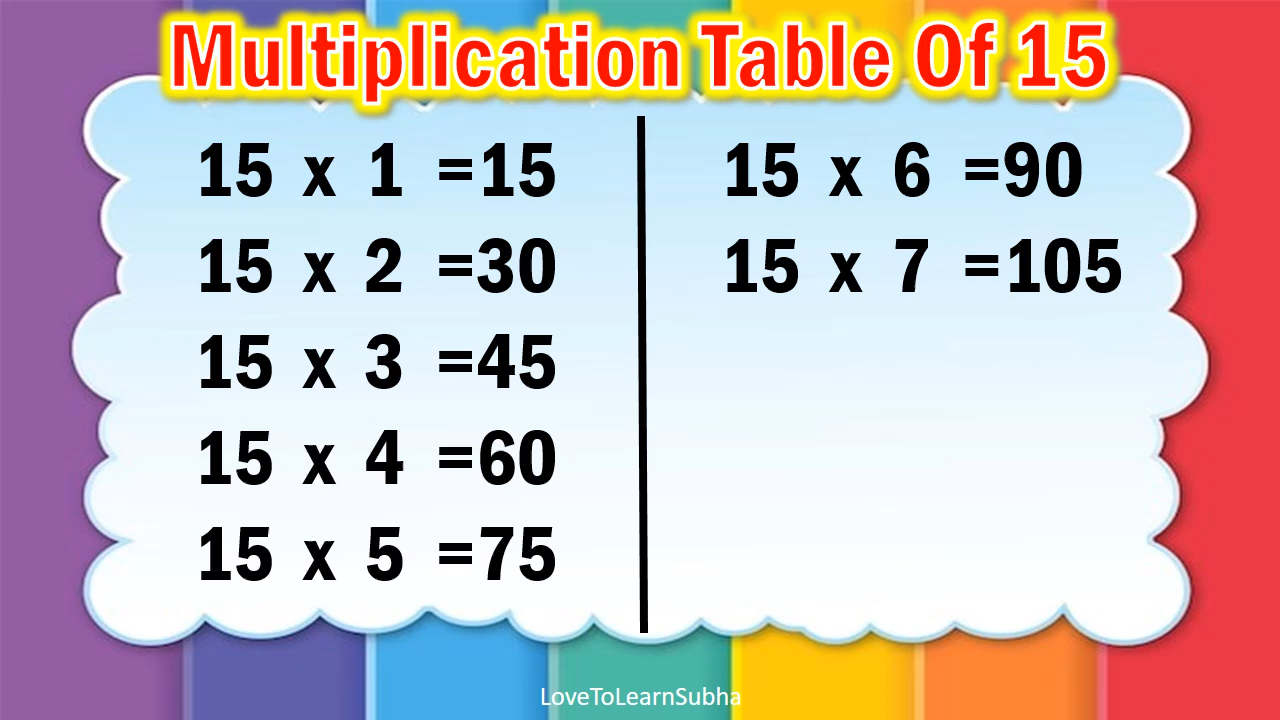 Multiplication Table Of 15
15 x 1 =15
15 x 2 =30
15 x 3 =45
15 x 4 =60
15 x 5 =75
15 x 6 =90
15 x 7 =105
LoveToLearnSubha